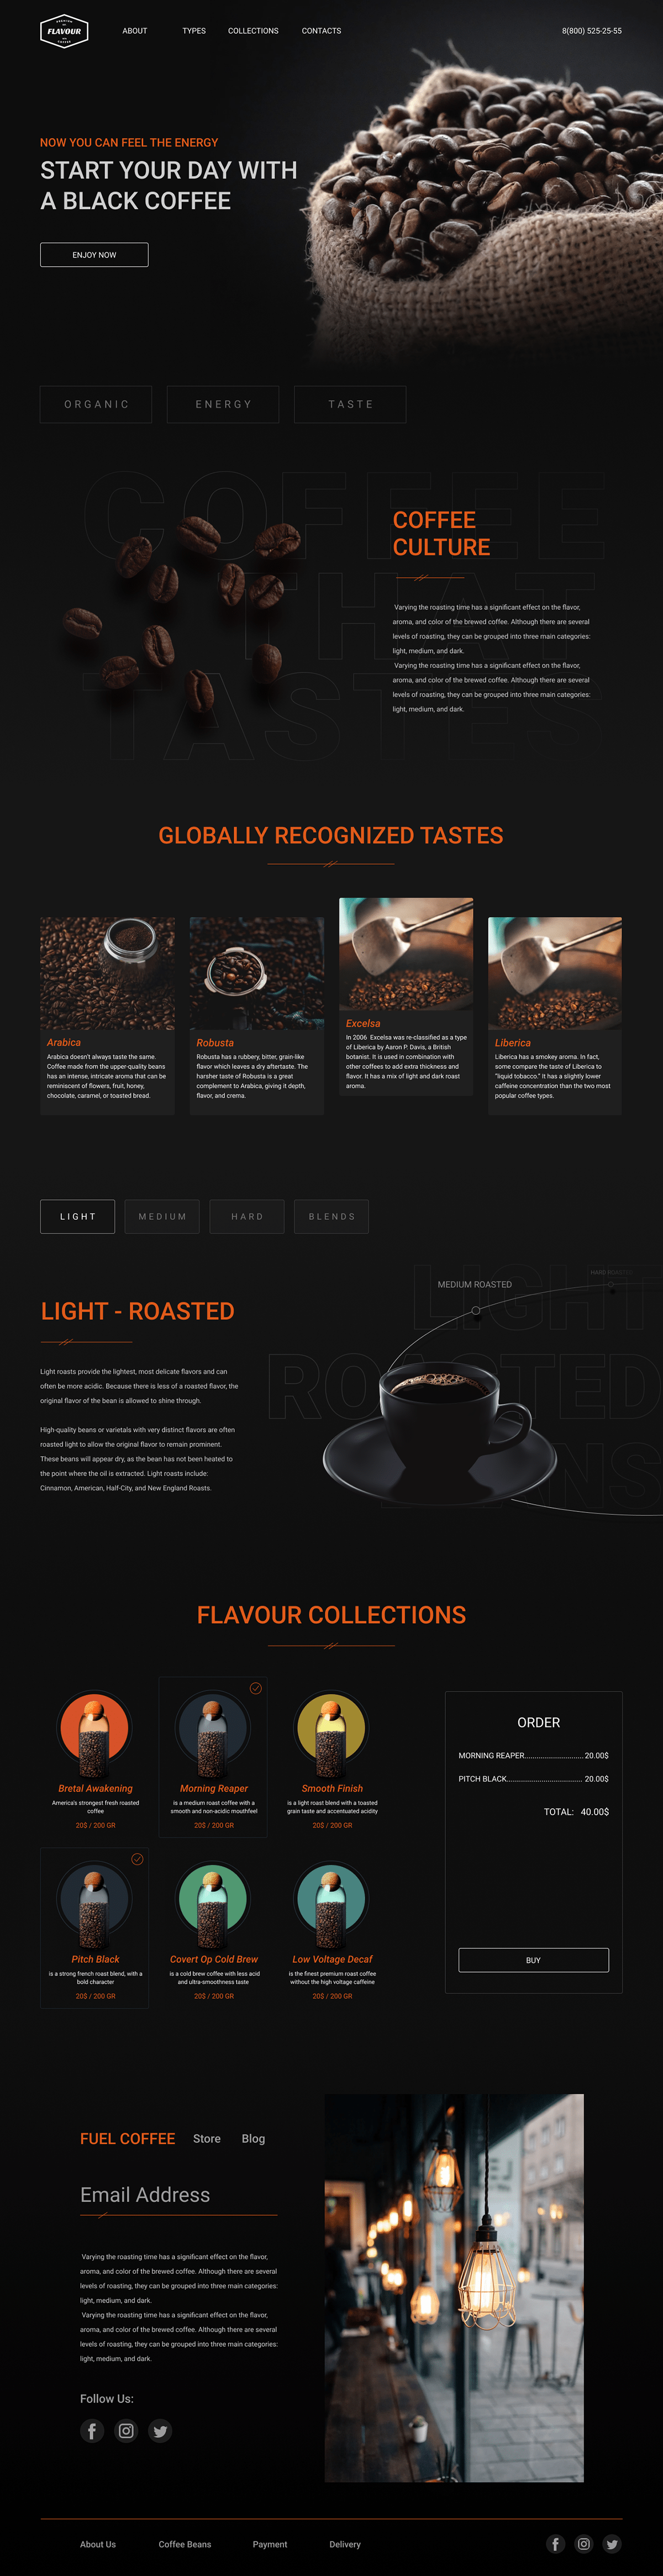 PREMIUM
FLAVOUR
COFFEE
ABOUT
TYPES
COLLECTIONS
CONTACTS
8(800) 525-25-55
NOW YOU CAN FEEL THE ENERGY
START YOUR DAY WITH
A BLACK COFFEE
ENJOY NOW
ORGANIC
ENERGY
TASTE
COFFEE
THAT
TASTES
COFFEE
CULTURE
Varying the roasting time has a significant effect on the flavor,
aroma, and color of the brewed coffee. Although there are several
levels of roasting, they can be grouped into three main categories:
light, medium, and dark.
Varying the roasting time has a significant effect on the flavor,
aroma, and color of the brewed coffee. Although there are several
levels of roasting, they can be grouped into three main categories:
light, medium, and dark.
GLOBALLY RECOGNIZED TASTES
Arabica
Arabica doesn't always taste the same.
Coffee made from the upper-quality beans
has an intense, intricate aroma that can be
reminiscent of flowers, fruit, honey,
chocolate, caramel, or toasted bread.
Robusta
Robusta has a rubbery, bitter, grain-like
flavor which leaves a dry aftertaste. The
harsher taste of Robusta is a great
complement to Arabica, giving it depth,
flavor, and crema.
Excelsa
In 2006 Excelsa was re-classified as a type
of Liberica by Aaron P. Davis, a British
botanist. It is used in combination with
other coffees to add extra thickness and
flavor. It has a mix of light and dark roast
aroma.
Liberica
Liberica has a smokey aroma. In fact,
some compare the taste of Liberica to
"liquid tobacco." It has a slightly lower
caffeine concentration than the two most
popular coffee types.
LIGHT
MEDIUM
HARD
BLENDS
LIGHT
ROASTED
MEDIUM ROASTED
HARD ROASTED
LIGHT - ROASTED
Light roasts provide the lightest, most delicate flavors and can
often be more acidic. Because there is less of a roasted flavor, the
original flavor of the bean is allowed to shine through.
High-quality beans or varietals with very distinct flavors are often
roasted light to allow the original flavor to remain prominent.
These beans will appear dry, as the bean has not been heated to
the point where the oil is extracted. Light roasts include:
Cinnamon, American, Half-City, and New England Roasts.
FLAVOUR COLLECTIONS
Bretal Awakening
America's strongest fresh roasted
coffee
20$ / 200 GR
Morning Reaper
is a medium roast coffee with a
smooth and non-acidic mouthfeel
20$ / 200 GR
Smooth Finish
is a light roast blend with a toasted
grain taste and accentuated acidity
20$ / 200 GR
Pitch Black
is a strong french roast blend, with a
bold character
20$ / 200 GR
Covert Op Cold Brew
is a cold brew coffee with less acid
and ultra-smoothness taste
20$ / 200 GR
Low Voltage Decaf
is the finest premium roast coffee
without the high voltage caffeine
20$ / 200 GR
ORDER
MORNING REAPER............................ 20.00$
PITCH BLACK.................................... 20.00$
TOTAL: 40.00$
BUY
FUEL COFFEE
Store
Blog
Email Address
Varying the roasting time has a significant effect on the flavor,
aroma, and color of the brewed coffee. Although there are several
levels of roasting, they can be grouped into three main categories:
light, medium, and dark.
Varying the roasting time has a significant effect on the flavor,
aroma, and color of the brewed coffee. Although there are several
levels of roasting, they can be grouped into three main categories:
light, medium, and dark.
Follow Us:
About Us
Coffee Beans
Payment
Delivery